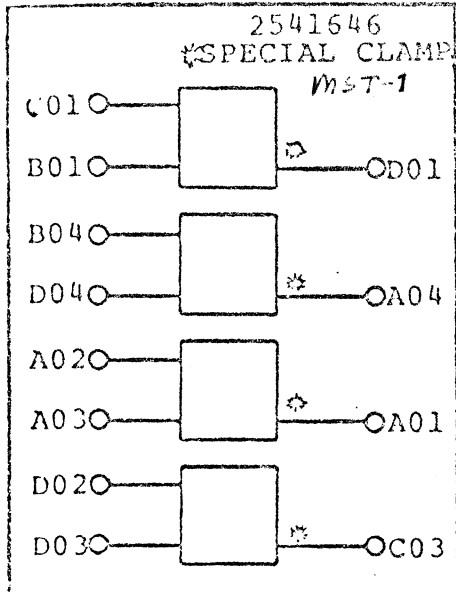 2541646
*SPECIAL CLAMP
MST-1
C01
B01 D01
B04
D04 A04
A02
A03 A01
D02
D03 C03